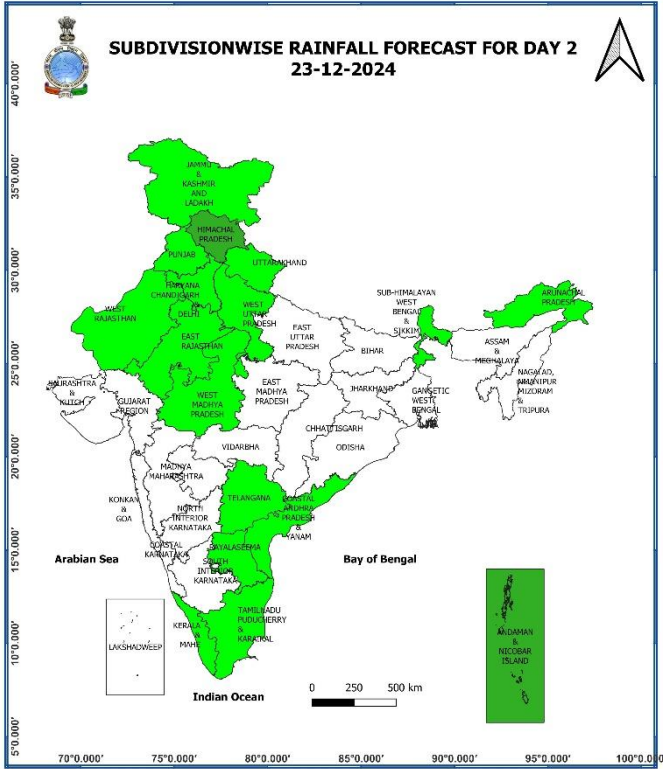 SUBDIVISIONWISE RAINFALL FORECAST FOR DAY 2
23-12-2024
40°0.000'
35°0.000'
30°0.000'
25°0.000'
20°0.000'
15°0.000'
10°0.000'
5°0.000'
JAMMU
&
KASHMIR
AND
LADAKH
HIMACHAL
PRADESH
PUNJAB
UTTARAKHAND
HARYANA
CHANDIGARH
&
DELHI
WEST
RAJASTHAN
WEST
UTTAR
PRADESH
EAST
RAJASTHAN
EAST
UTTAR
PRADESH
SUB-HIMALAYAN
WEST
BENGAL
&
SIKKIM
ARUNACHAL
PRADESH
ASSAM
&
MEGHALAYA
BIHAR
NAGALAD,
MANIPUR
MIZORAM
&
TRIPURA
SAURASHTRA
&
KUTCH
GUJARAT
REGION
WEST
MADHYA
PRADESH
EAST
MADHYA
PRADESH
JHARKHAND
GANGETIC
WEST
BENGAL
CHHATTISGARH
ODISHA
VIDARBHA
MADHYA
MAHARASHTRA
KONKAN
&
GOA
TELANGANA
COASTAL
ANDHRA
PRADESH
&
YANAM
NORTH
INTERIOR
KARNATAKA
COASTAL
KARNATAKA
RAYALASEEMA
SOUTH
INTERIOR
KARNATAKA
Arabian Sea
Bay of Bengal
KERALA
&
MAHE
PUDUCHERRY
&
KARAIKAL
LAKSHADWEEP
ANDAMAN
&
NICOBAR
ISLAND
Indian Ocean
0 250 500 km
70°0.000' 75°0.000' 80°0.000' 85°0.000' 90°0.000' 95°0.000' 100°0.000'